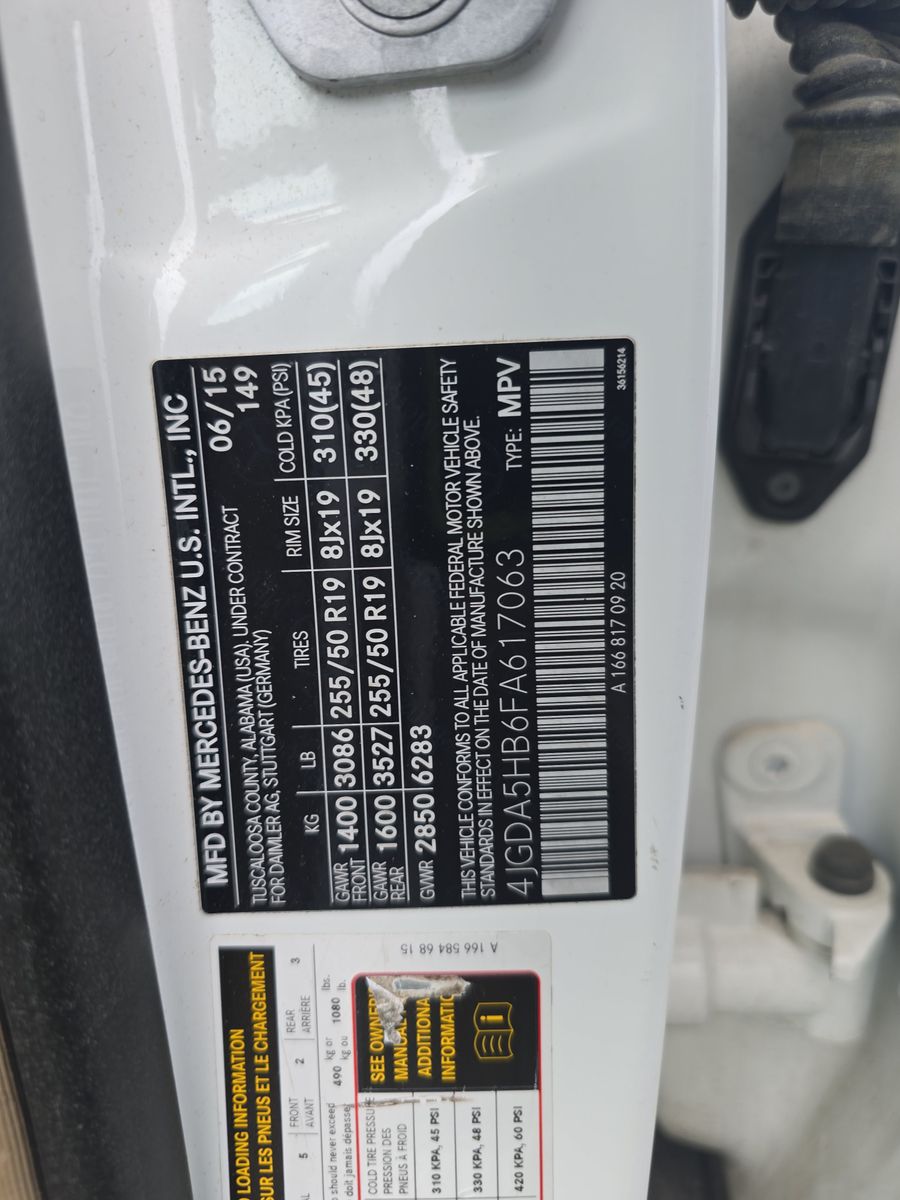 MFD BY MERCEDES-BENZ U.S. INTL., INC
TUSCALOOSA COUNTY, ALABAMA (USA). UNDER CONTRACT 06/15
FOR DAIMLER AG, STUTTGART (GERMANY) 149
KG LB TIRES RIM SIZE COLD KPA (PSI)
GAWR FRONT 1400 3086 255/50 R19 8Jx19 310(45)
GAWR REAR 1600 3527 255/50 R19 8Jx19 330(48)
GVWR 2850 6283
THIS VEHICLE CONFORMS TO ALL APPLICABLE FEDERAL MOTOR VEHICLE SAFETY
STANDARDS IN EFFECT ON THE DATE OF MANUFACTURE SHOWN ABOVE.
4JGDA5HB6FA617063 TYPE: MPV
A 166 817 09 20 36156214
LOADING INFORMATION
SUR LES PNEUS ET LE CHARGEMENT
5 FRONT 2 REAR 3
AVANT ARRIÈRE
should never exceed 490 kg or 1080 lbs.
doit jamais dépasser kg ou lb.
COLD TIRE PRESSURE
PRESSION DES
PNEUS À FROID
310 KPA, 45 PSI
330 KPA, 48 PSI
420 KPA, 60 PSI
SEE OWNER
MANUAL
ADDITIONA
INFORMATIO
A 166 584 68 15